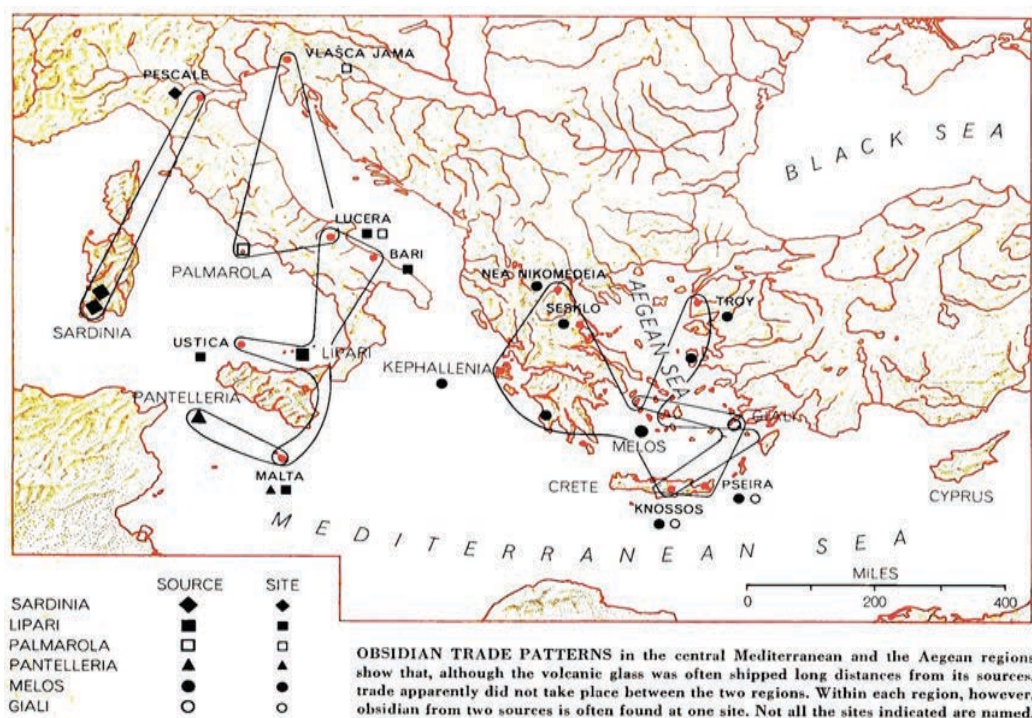 VLAŠCA JAMA
PESCALE
BLACK SEA
LUCERA
BARI
PALMAROLA
NEA NIKOMEDEIA
AEGEAN SEA
TROY
SESKLO
SARDINIA
USTICA
LIPARI
KEPHALLENIA
PANTELLERIA
GIALI
MELOS
MALTA
CRETE
PSEIRA
CYPRUS
KNOSSOS
MEDITERRANEAN SEA
MILES
0 200 400
SOURCE SITE
SARDINIA
LIPARI
PALMAROLA
PANTELLERIA
MELOS
GIALI
OBSIDIAN TRADE PATTERNS in the central Mediterranean and the Aegean regions
show that, although the volcanic glass was often shipped long distances from its sources,
trade apparently did not take place between the two regions. Within each region, however,
obsidian from two sources is often found at one site. Not all the sites indicated are named.